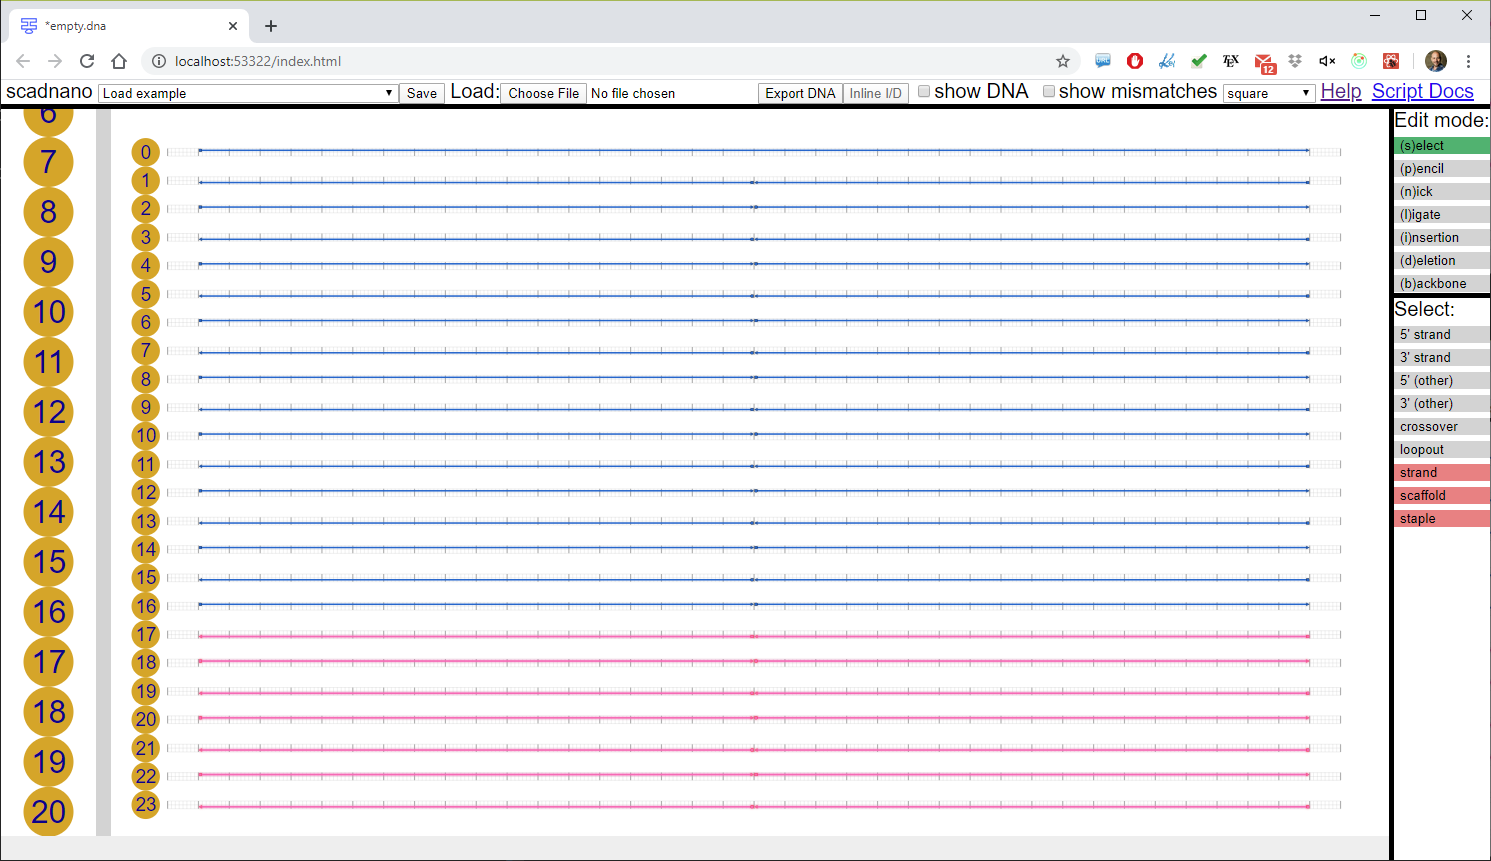 *empty.dna
localhost:53322/index.html
12
scadnano Load example Save Load: Choose File No file chosen Export DNA Inline I/D show DNA show mismatches square Help Script Docs
6
7
8
9
10
11
12
13
14
15
16
17
18
19
20
0
1
2
3
4
5
6
7
8
9
10
11
12
13
14
15
16
17
18
19
20
21
22
23
Edit mode:
(s)elect
(p)encil
(n)ick
(l)igate
(i)nsertion
(d)eletion
(b)ackbone
Select:
5' strand
3' strand
5' (other)
3' (other)
crossover
loopout
strand
scaffold
staple